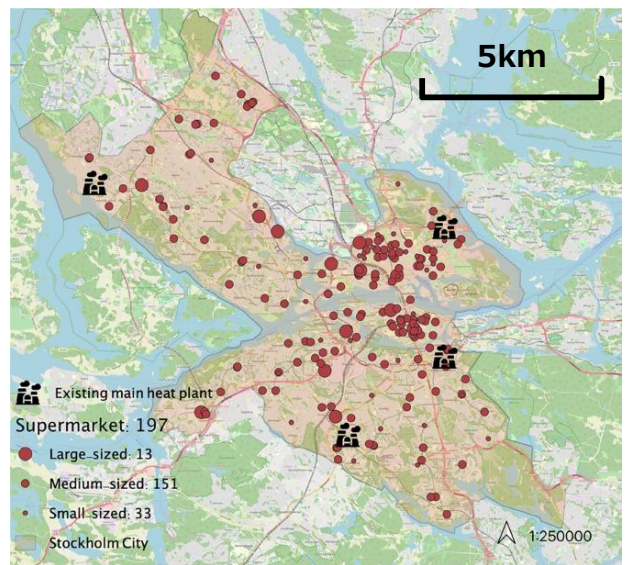 5km
Existing main heat plant
Supermarket: 197
Large-sized: 13
Medium-sized: 151
Small-sized: 33
Stockholm City
1:250000